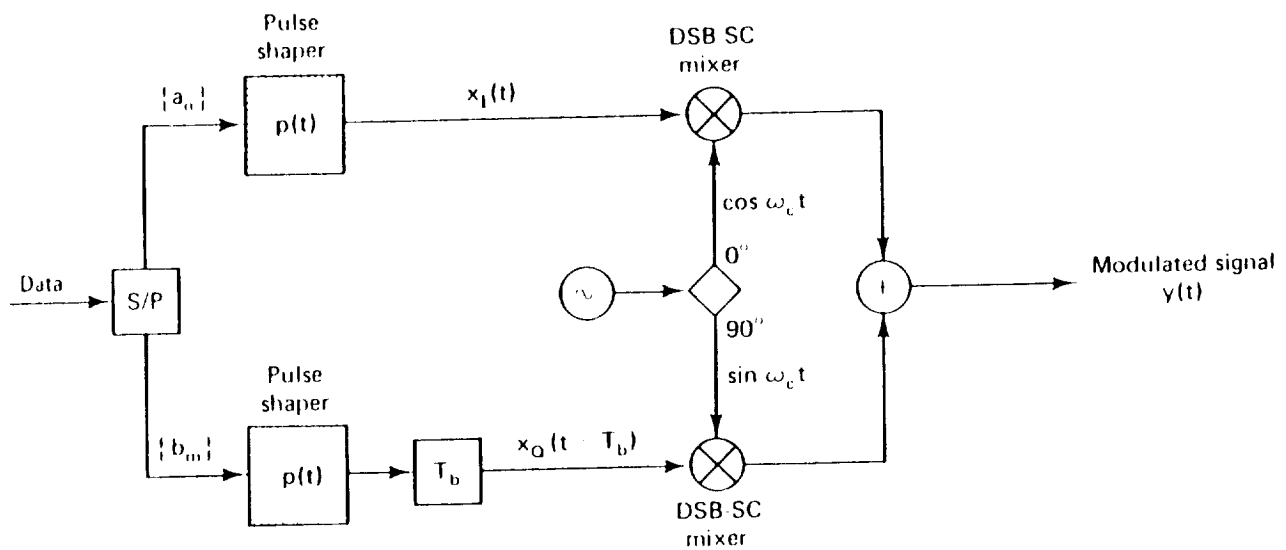 Pulse
shaper
DSB SC
mixer
{a_n}
p(t)
x_I(t)
cos ω_c t
0°
Data
S/P
~
+
Modulated signal
y(t)
90°
sin ω_c t
Pulse
shaper
{b_m}
p(t)
T_b
x_Q(t T_b)
DSB-SC
mixer